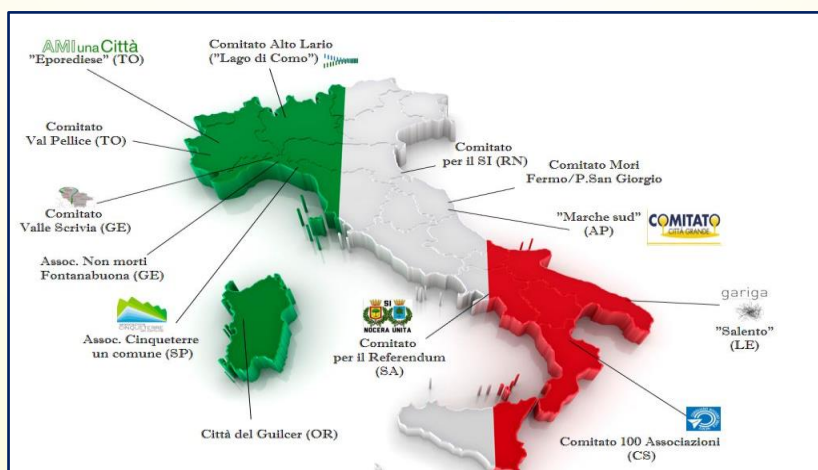 AMI una Città
"Eporediese" (TO)
Comitato Alto Lario
("Lago di Como")
Comitato
Val Pellice (TO)
Comitato
per il SI (RN)
Comitato Mori
Fermo/P.San Giorgio
Comitato
Valle Scrivia (GE)
"Marche sud"
(AP)
COMITATO
CITTÀ GRANDE
Assoc. Non morti
Fontanabuona (GE)
gariga
"Salento"
(LE)
Assoc. Cinqueterre
un comune (SP)
SI
NOCERA UNITA
Comitato
per il Referendum
(SA)
Città del Guilcer (OR)
Comitato 100 Associazioni
(CS)